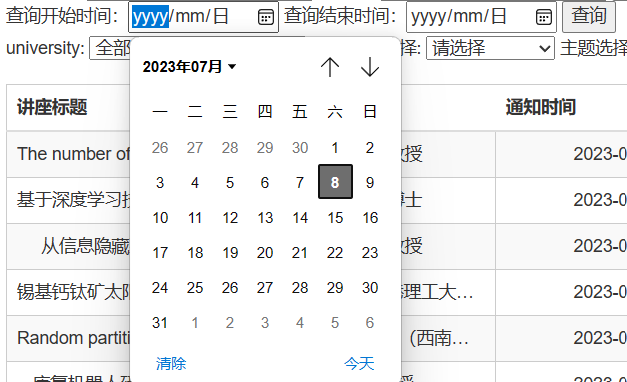 查询开始时间: yyyy/mm/日 查询结束时间: yyyy/mm/日 查询
university: 全部 择: 请选择 主题选择
2023年07月
讲座标题 通知时间
一 二 三 四 五 六 日
26 27 28 29 30 1 2
The number of 教授 2023-0
3 4 5 6 7 8 9
基于深度学习 博士 2023-0
10 11 12 13 14 15 16
从信息隐藏 教授 2023-0
17 18 19 20 21 22 23
锡基钙钛矿太阳 理工大… 2023-0
24 25 26 27 28 29 30
31 1 2 3 4 5 6
Random partiti (西南… 2023-0
清除 今天